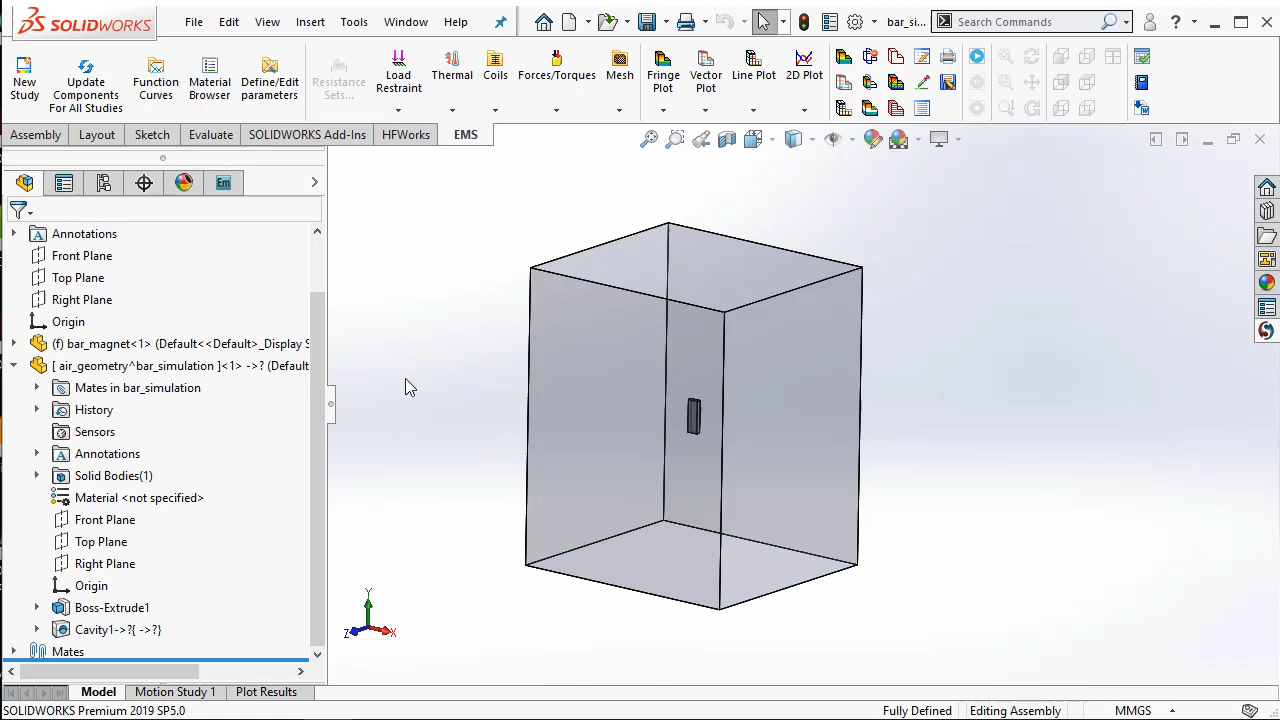 SOLIDWORKS
File Edit View Insert Tools Window Help
bar_si...
Search Commands
New Study
Update Components For All Studies
Function Curves
Material Browser
Define/Edit parameters
Resistance Sets...
Load Restraint
Thermal
Coils
Forces/Torques
Mesh
Fringe Plot
Vector Plot
Line Plot
2D Plot
Assembly Layout Sketch Evaluate SOLIDWORKS Add-Ins HFWorks EMS
Em
Annotations
Front Plane
Top Plane
Right Plane
Origin
(f) bar_magnet<1> (Default<<Default>_Display S
[ air_geometry^bar_simulation ]<1> ->? (Default
Mates in bar_simulation
History
Sensors
Annotations
Solid Bodies(1)
Material <not specified>
Front Plane
Top Plane
Right Plane
Origin
Boss-Extrude1
Cavity1->?{ ->?}
Mates
Y
Z X
Model Motion Study 1 Plot Results
SOLIDWORKS Premium 2019 SP5.0 Fully Defined Editing Assembly MMGS